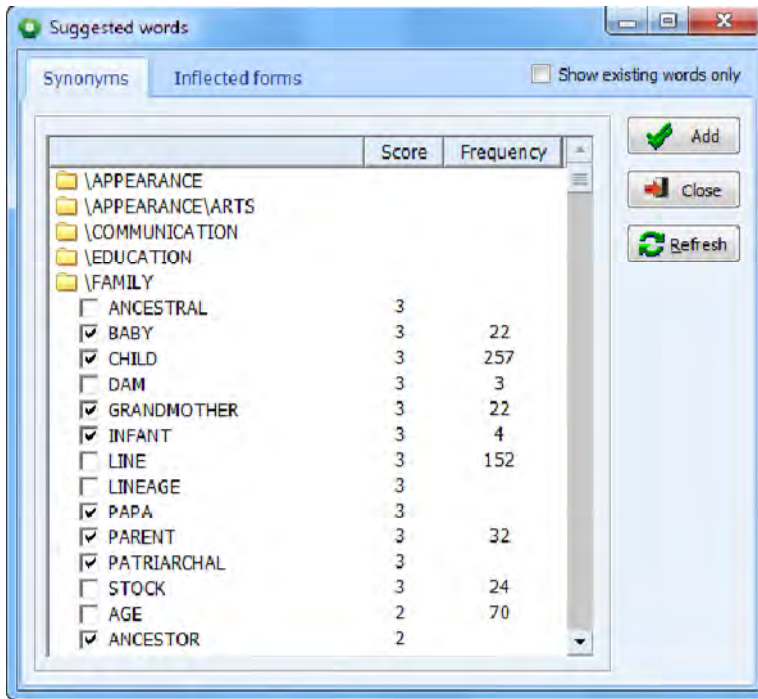 Suggested words
Synonyms Inflected forms Show existing words only
Score Frequency Add
\APPEARANCE
\APPEARANCE\ARTS Close
\COMMUNICATION
\EDUCATION Refresh
\FAMILY
ANCESTRAL 3
BABY 3 22
CHILD 3 257
DAM 3 3
GRANDMOTHER 3 22
INFANT 3 4
LINE 3 152
LINEAGE 3
PAPA 3
PARENT 3 32
PATRIARCHAL 3
STOCK 3 24
AGE 2 70
ANCESTOR 2